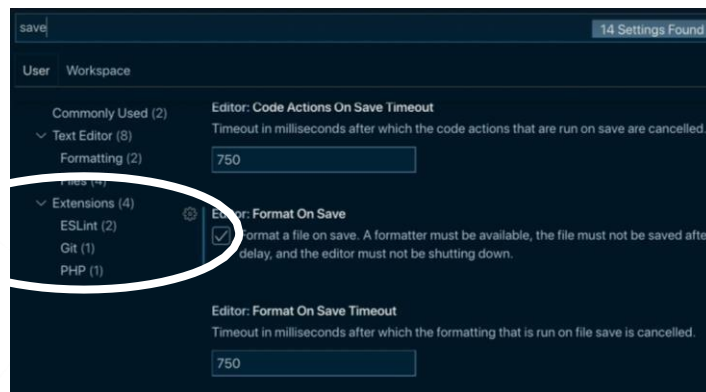 save
14 Settings Found
User Workspace
Commonly Used (2)
Text Editor (8)
Formatting (2)
Files (4)
Extensions (4)
ESLint (2)
Git (1)
PHP (1)
Editor: Code Actions On Save Timeout
Timeout in milliseconds after which the code actions that are run on save are cancelled.
750
Editor: Format On Save
Format a file on save. A formatter must be available, the file must not be saved afte
delay, and the editor must not be shutting down.
Editor: Format On Save Timeout
Timeout in milliseconds after which the formatting that is run on file save is cancelled.
750